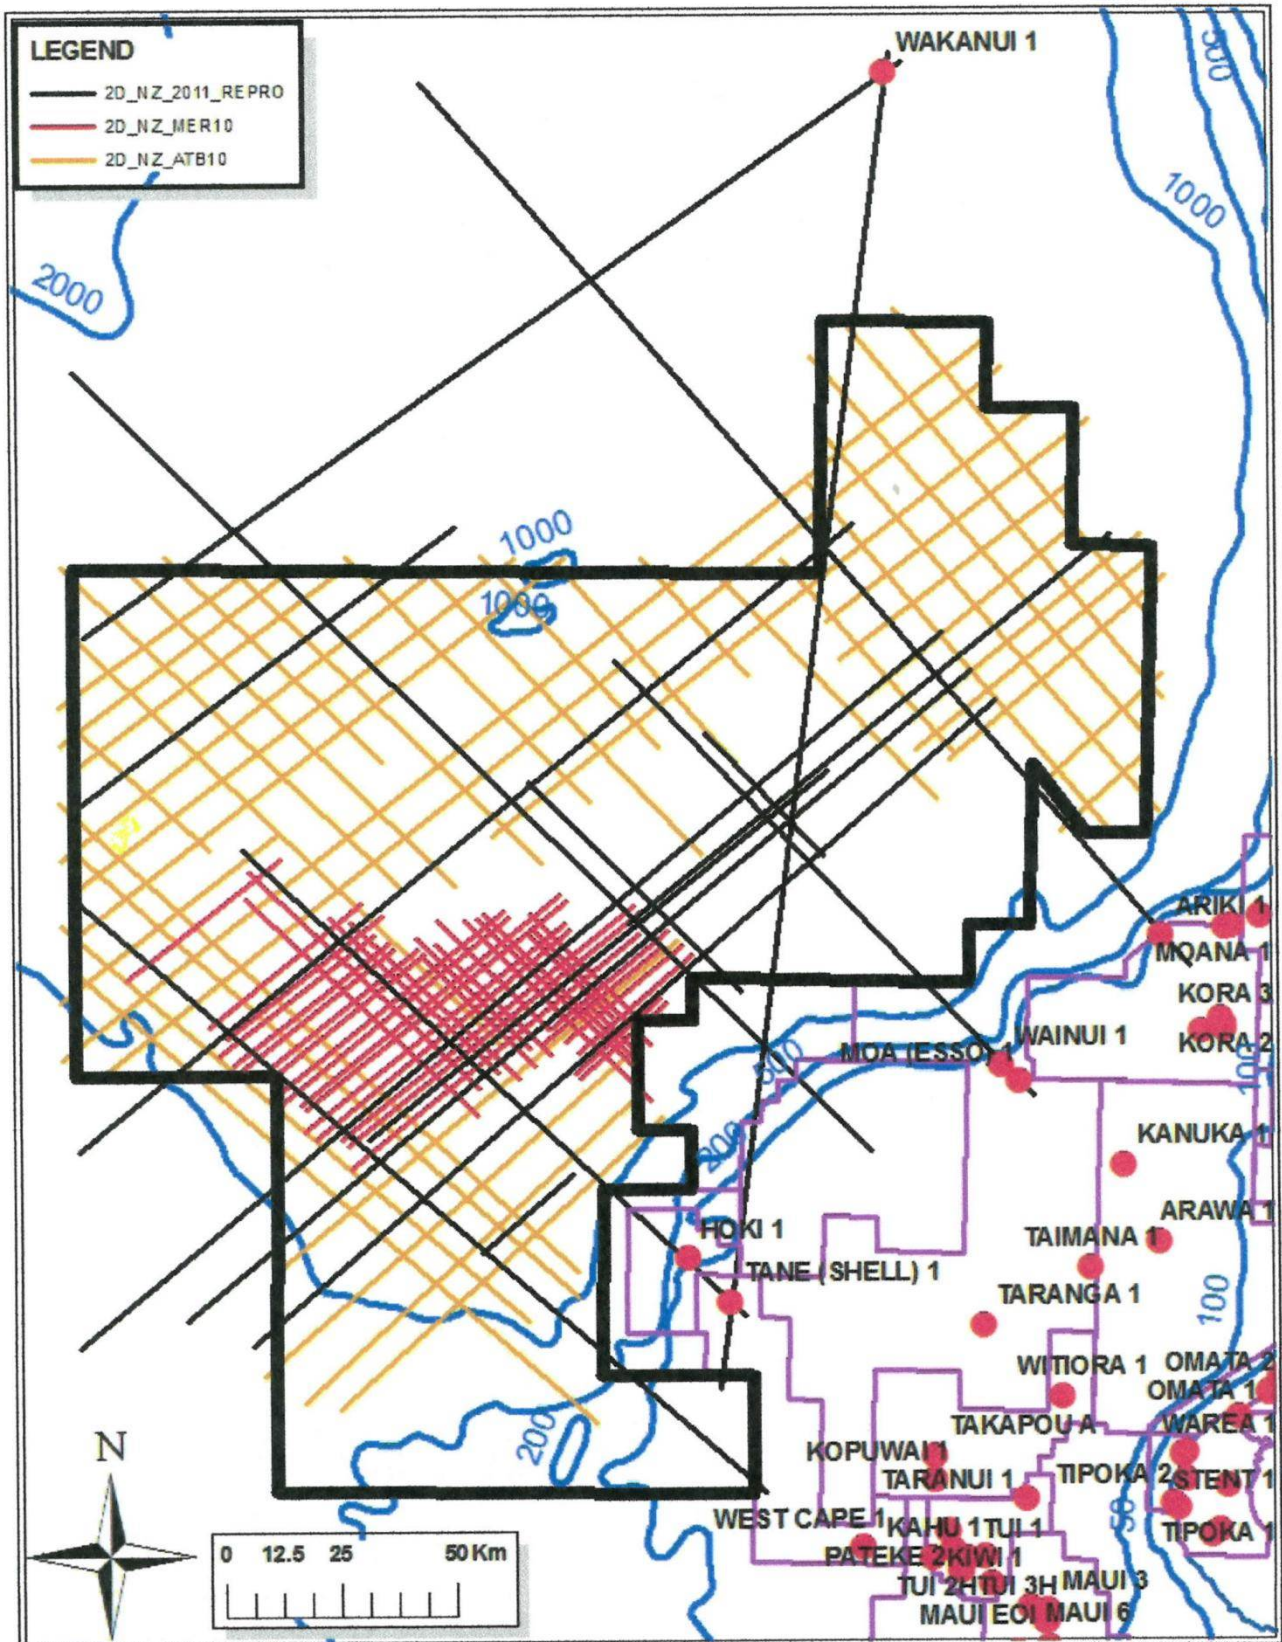 LEGEND
2D_NZ_2011_REPRO
2D_NZ_MER10
2D_NZ_ATB10
WAKANUI 1
500
1000
2000
1000
1000
ARIKI 1
MOANA 1
KORA 3
WAINUI 1
KORA 2
MOA (ESSO) 1
500
100
200
KANUKA 1
ARAWA 1
HOKI 1
TAIMANA 1
TANE (SHELL) 1
TARANGA 1
100
WITIORA 1
OMATA 2
OMATA 1
TAKAPOU A
WAREA 1
N
200
KOPUWAI 1
TARANUI 1
TIPOKA 2
STENT 1
WEST CAPE 1
KAHU 1
TUI 1
50
TIPOKA 1
0 12.5 25 50 Km
PATEKE 2
KIWI 1
TUI 2H
TUI 3H
MAUI 3
MAUI EOI
MAUI 6